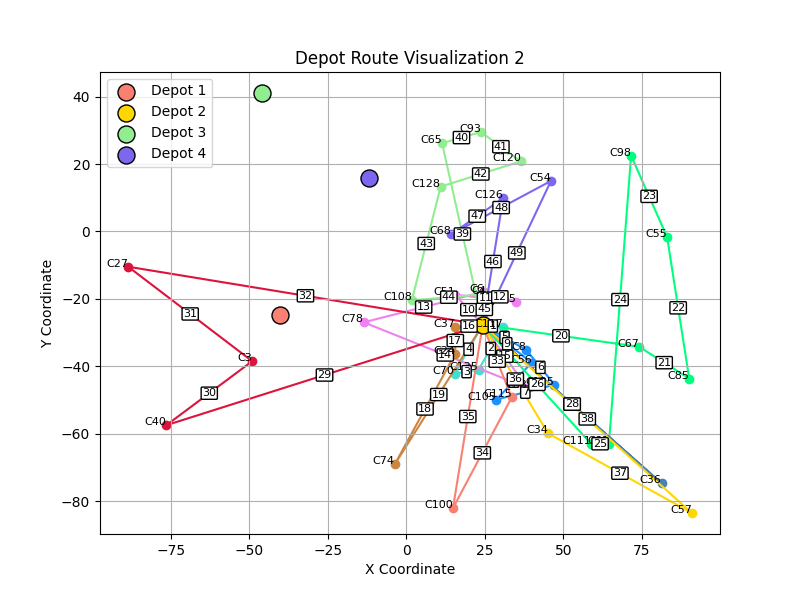 Depot Route Visualization 2
Depot 1
Depot 2
Depot 3
Depot 4
Y Coordinate
X Coordinate
40
20
0
−20
−40
−60
−80
−75
−50
−25
0
25
50
75
C93
40
C65
41
C120
C98
42
C128
23
C54
C126
48
47
C68
39
C55
43
49
46
C27
32
C51
44
11
12
C108
24
13
10
45
22
31
C78
C37
16
1
20
C67
17
4
2
9
C8
C3
14
33
C56
21
29
C70
3
6
C85
36
26
30
19
7
28
18
35
38
C40
C34
C111
25
34
C74
37
C36
C100
C57